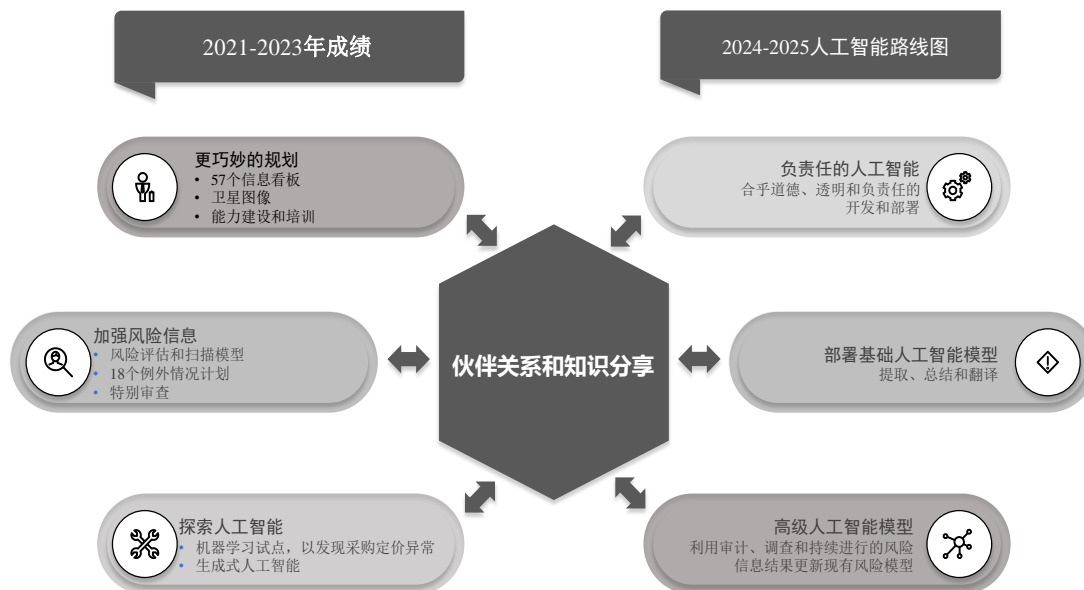 2021-2023年成绩
2024-2025人工智能路线图
更巧妙的规划
• 57个信息看板
• 卫星图像
• 能力建设和培训
负责任的人工智能
合乎道德、透明和负责任的
开发和部署
加强风险信息
• 风险评估和扫描模型
• 18个例外情况计划
• 特别审查
伙伴关系和知识分享
部署基础人工智能模型
提取、总结和翻译
探索人工智能
• 机器学习试点，以发现采购定价异常
• 生成式人工智能
高级人工智能模型
利用审计、调查和持续进行的风险
信息结果更新现有风险模型